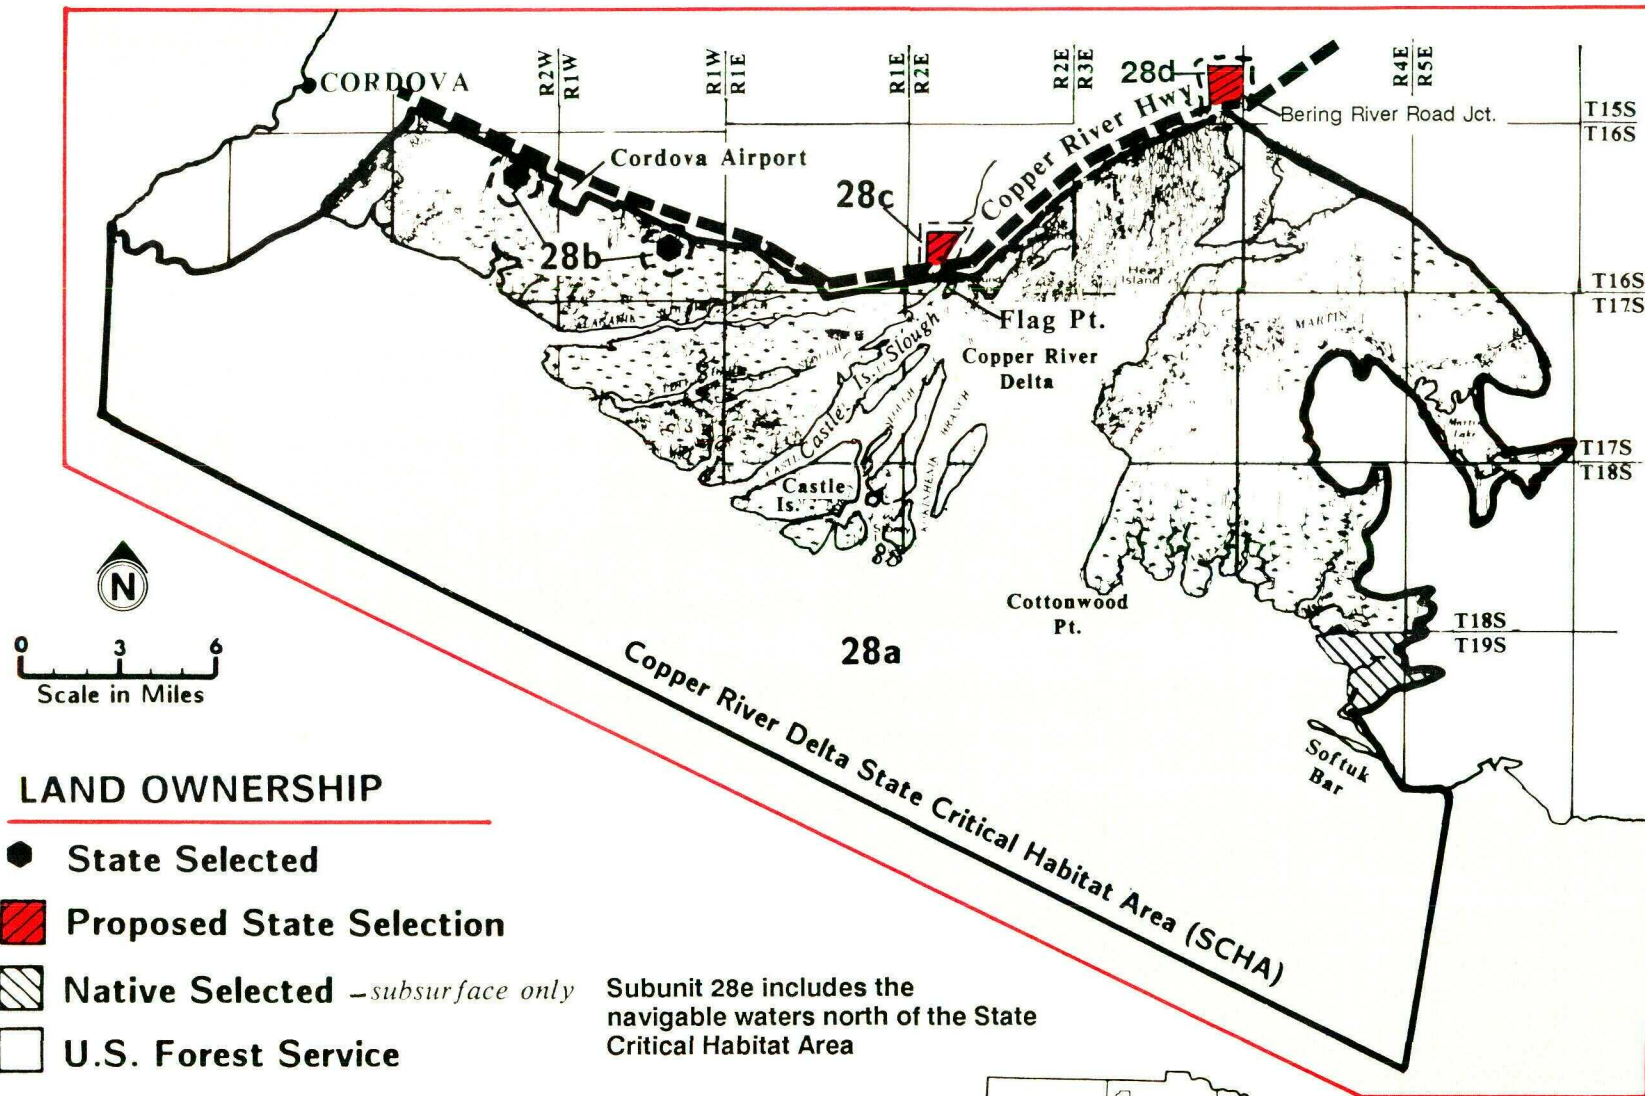 CORDOVA
R2W
R1W
R1W
R1E
R1E
R2E
R2E
R3E
R4E
R5E
28d
Copper River Hwy
Bering River Road Jct.
T15S
T16S
Cordova Airport
28c
28b
Head
Island
T16S
T17S
Flag Pt.
MARTIN
Copper River
Delta
Castle Is. Slough
BRANCH
T17S
T18S
Castle
Is.
N
Cottonwood
Pt.
T18S
T19S
0 3 6
Scale in Miles
28a
Copper River Delta State Critical Habitat Area (SCHA)
Softuk
Bar
LAND OWNERSHIP
State Selected
Proposed State Selection
Native Selected – subsurface only
U.S. Forest Service
Subunit 28e includes the
navigable waters north of the State
Critical Habitat Area